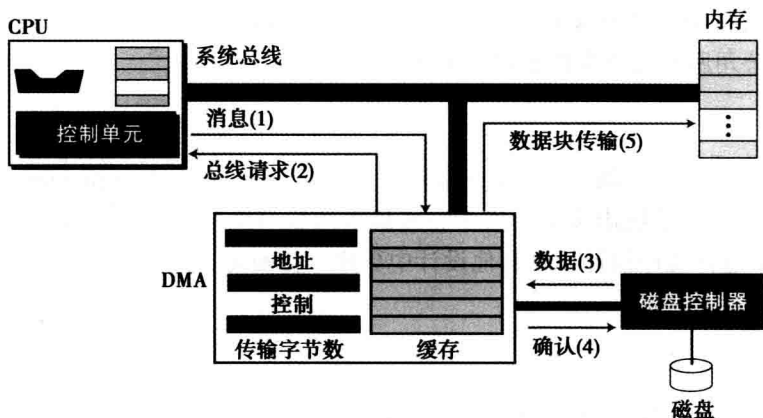 CPU
内存
系统总线
控制单元
消息(1)
总线请求(2)
数据块传输(5)
DMA
地址
控制
传输字节数
缓存
数据(3)
确认(4)
磁盘控制器
磁盘